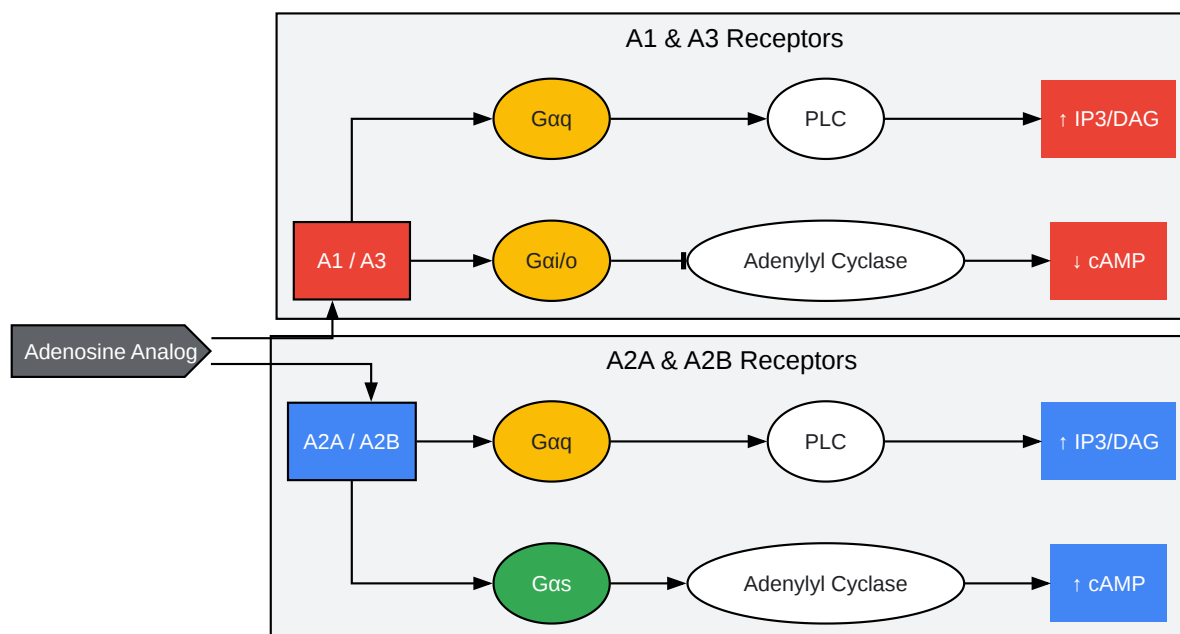 A1 & A3 Receptors
Gαq
PLC
↑ IP3/DAG
A1 / A3
Gαi/o
Adenylyl Cyclase
↓ cAMP
Adenosine Analog
A2A & A2B Receptors
A2A / A2B
Gαq
PLC
↑ IP3/DAG
Gαs
Adenylyl Cyclase
↑ cAMP